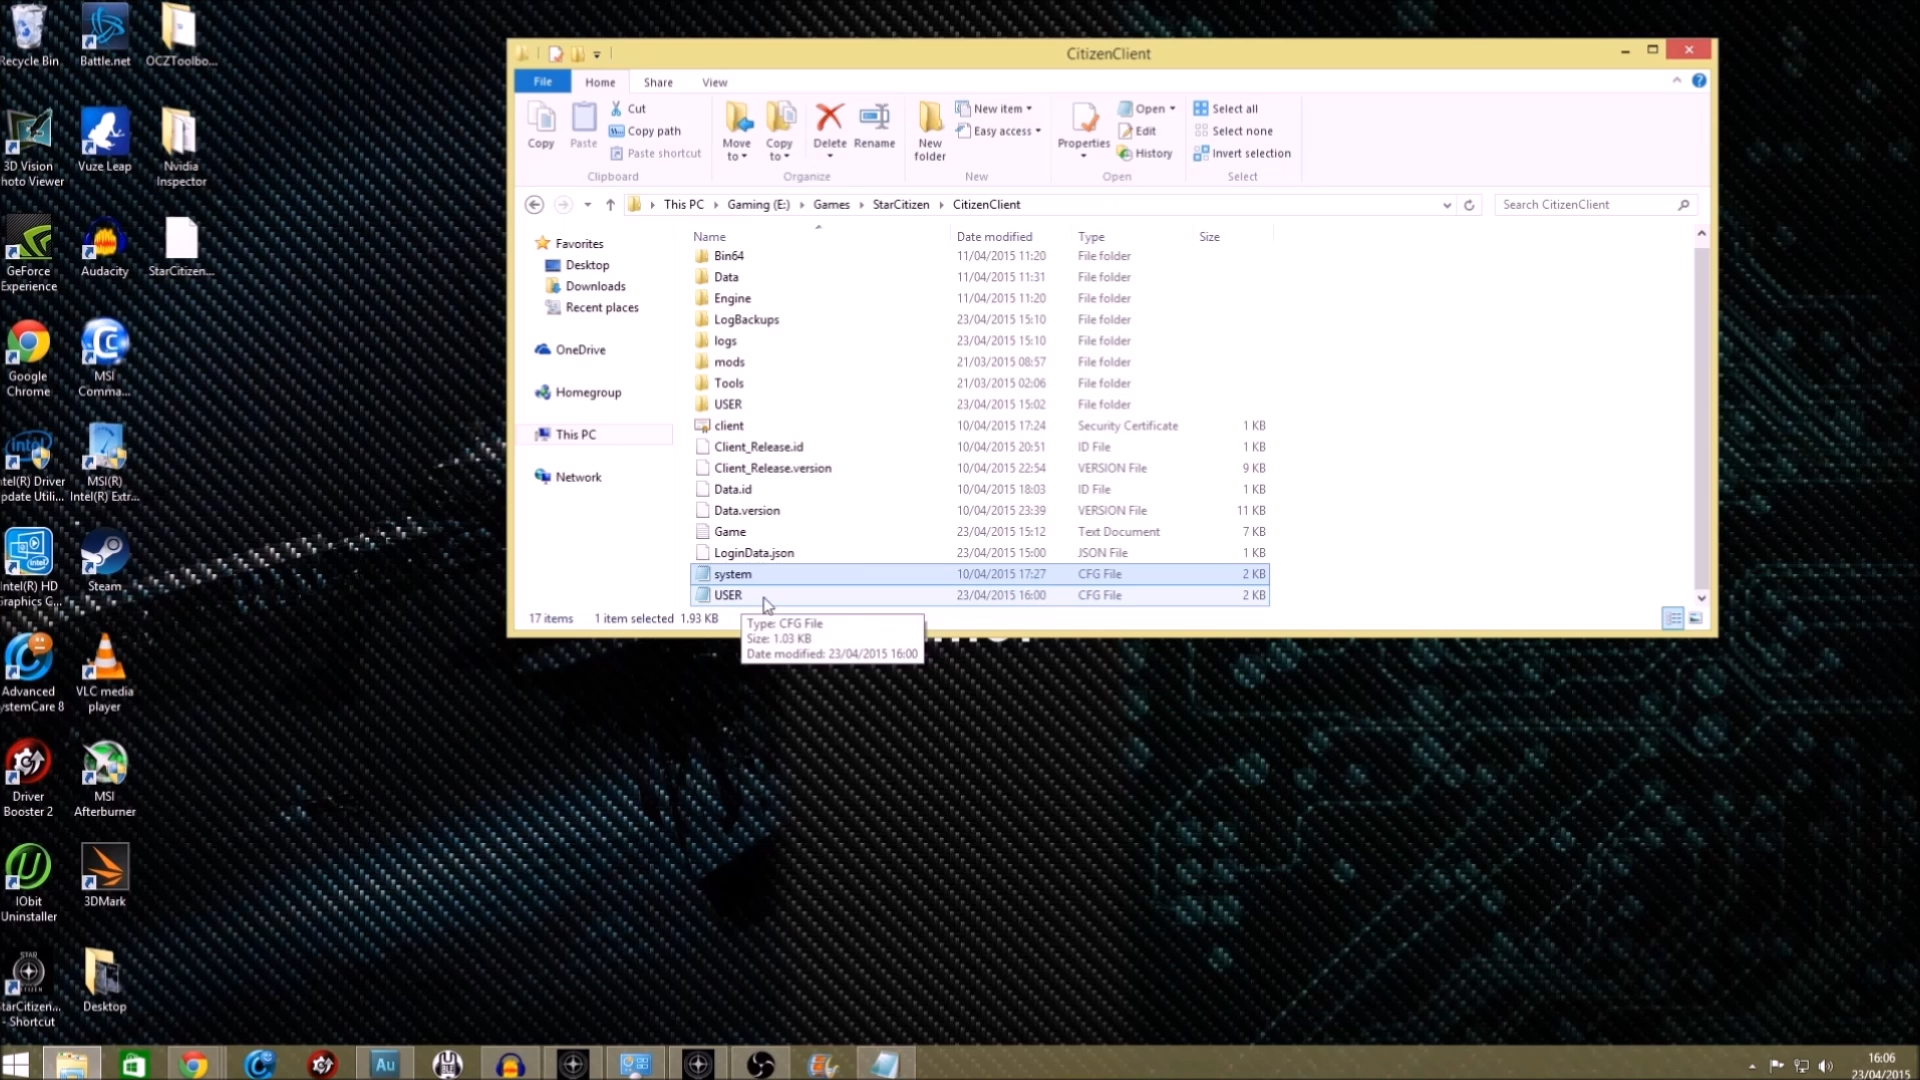 Recycle Bin
Battle.net
OCZToolbo...
3D Vision
hoto Viewer
Vuze Leap
Nvidia
Inspector
GeForce
Experience
Audacity
StarCitizen...
Google
Chrome
MSI
Comma...
ntel(R) Driver
pdate Utili...
MSI(R)
Intel(R) Extr...
Intel(R) HD
raphics C...
Steam
Advanced
ystemCare 8
VLC media
player
Driver
Booster 2
MSI
Afterburner
IObit
Uninstaller
3DMark
tarCitizen...
- Shortcut
Desktop
CitizenClient
File Home Share View
Copy
Paste
Cut
Copy path
Paste shortcut
Clipboard
Move to
Copy to
Delete
Rename
Organize
New folder
New item
Easy access
New
Properties
Open
Edit
History
Open
Select all
Select none
Invert selection
Select
This PC Gaming (E:) Games StarCitizen CitizenClient
Search CitizenClient
Favorites
Desktop
Downloads
Recent places
OneDrive
Homegroup
This PC
Network
Name Date modified Type Size
Bin64 11/04/2015 11:20 File folder
Data 11/04/2015 11:31 File folder
Engine 11/04/2015 11:20 File folder
LogBackups 23/04/2015 15:10 File folder
logs 23/04/2015 15:10 File folder
mods 21/03/2015 08:57 File folder
Tools 21/03/2015 02:06 File folder
USER 23/04/2015 15:02 File folder
client 10/04/2015 17:24 Security Certificate 1 KB
Client_Release.id 10/04/2015 20:51 ID File 1 KB
Client_Release.version 10/04/2015 22:54 VERSION File 9 KB
Data.id 10/04/2015 18:03 ID File 1 KB
Data.version 10/04/2015 23:39 VERSION File 11 KB
Game 23/04/2015 15:12 Text Document 7 KB
LoginData.json 23/04/2015 15:00 JSON File 1 KB
system 10/04/2015 17:27 CFG File 2 KB
USER 23/04/2015 16:00 CFG File 2 KB
17 items 1 item selected 1.93 KB
Type: CFG File
Size: 1.03 KB
Date modified: 23/04/2015 16:00
Au
16:06
23/04/2015